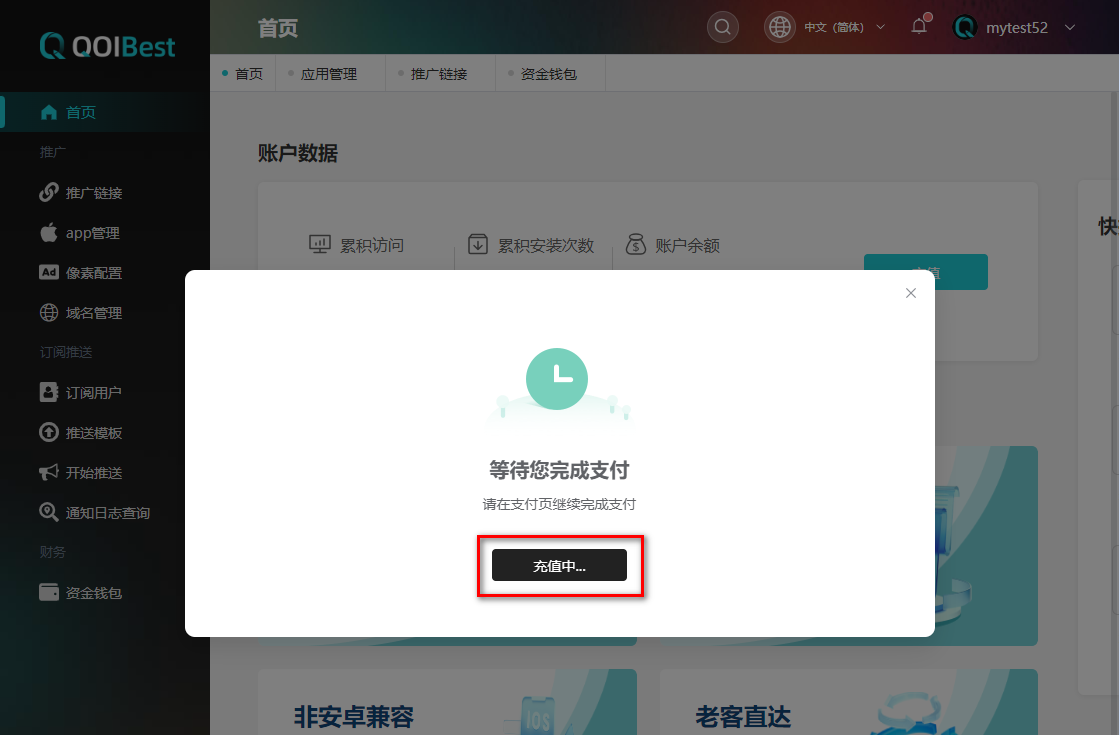 QOIBest
首页
中文（简体）
mytest52
首页
应用管理
推广链接
资金钱包
首页
推广
推广链接
app管理
Ad 像素配置
域名管理
订阅推送
订阅用户
推送模板
开始推送
通知日志查询
财务
资金钱包
账户数据
累积访问
累积安装次数
账户余额
值
快
等待您完成支付
请在支付页继续完成支付
充值中...
非安卓兼容
iOS
老客直达